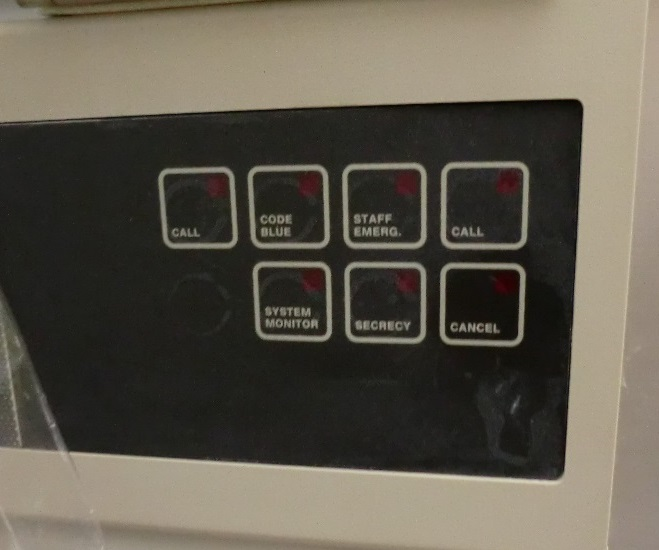 CALL
CODE
BLUE
STAFF
EMERG.
CALL
SYSTEM
MONITOR
SECRECY
CANCEL